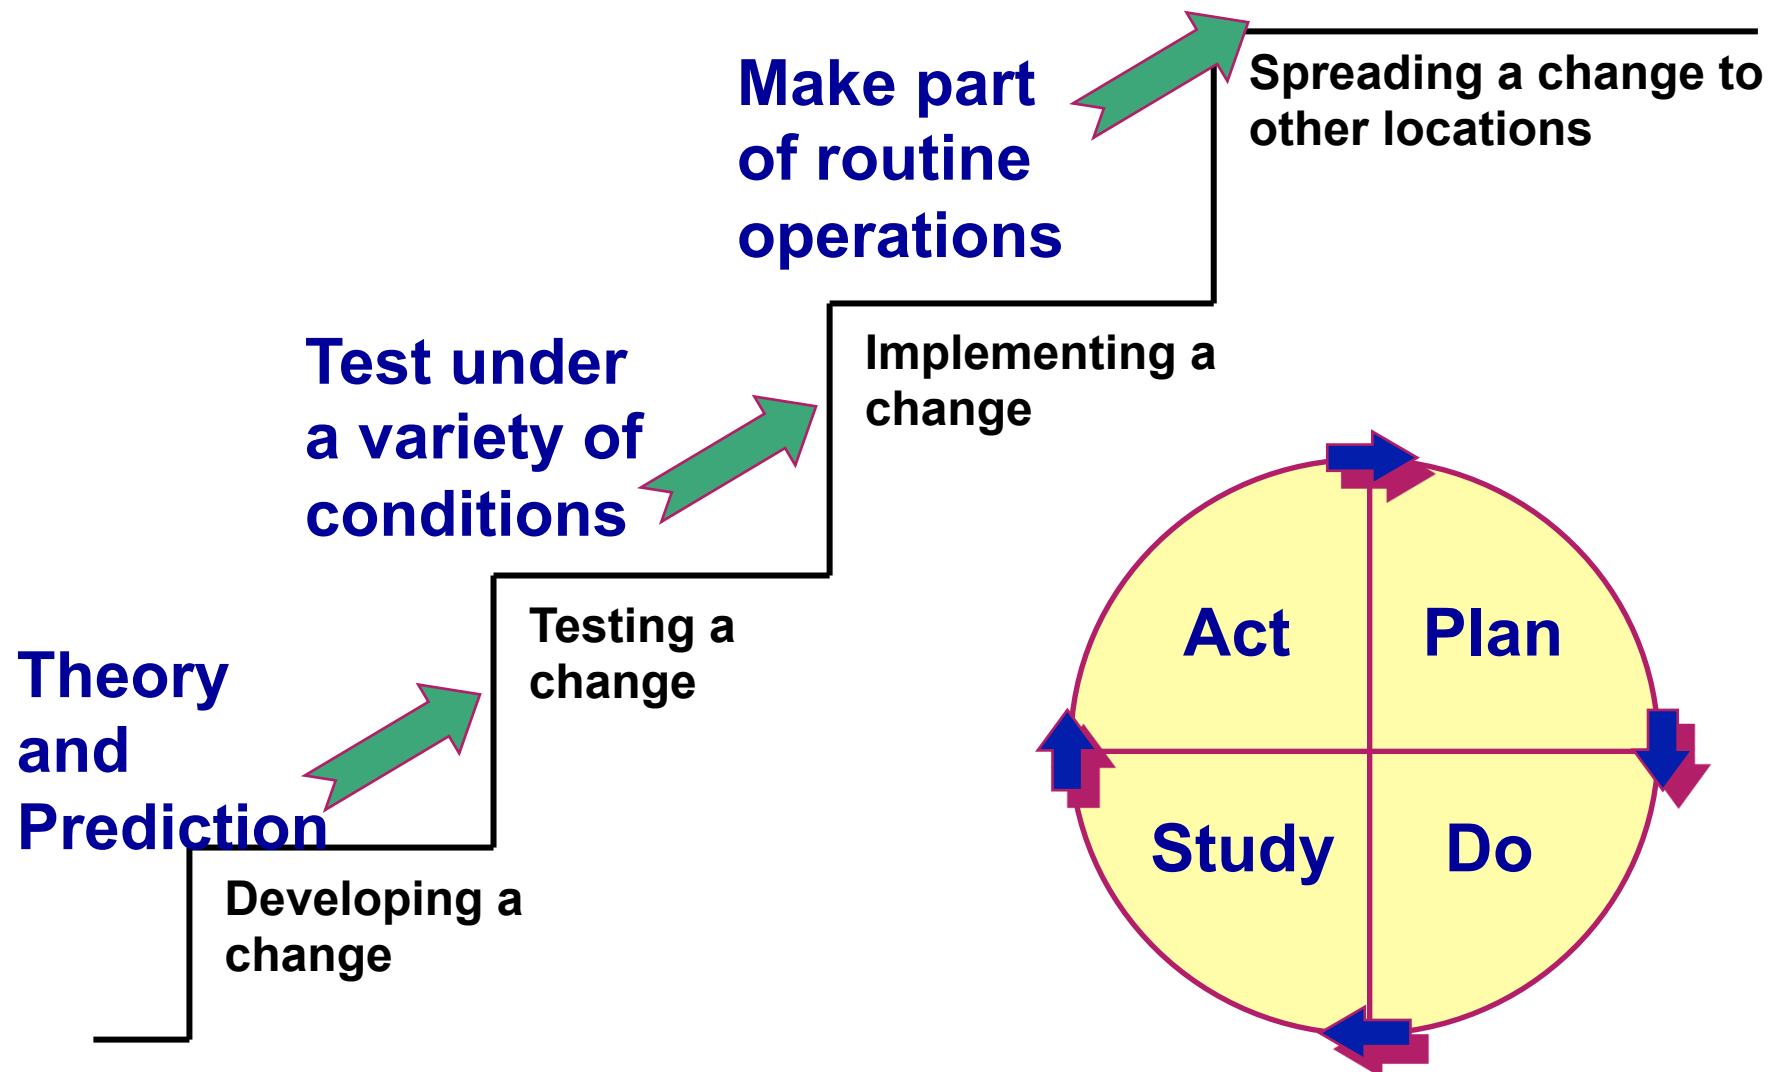 Make part
of routine
operations
Spreading a change to
other locations
Test under
a variety of
conditions
Implementing a
change
Theory
and
Prediction
Testing a
change
Developing a
change
Act
Plan
Study
Do